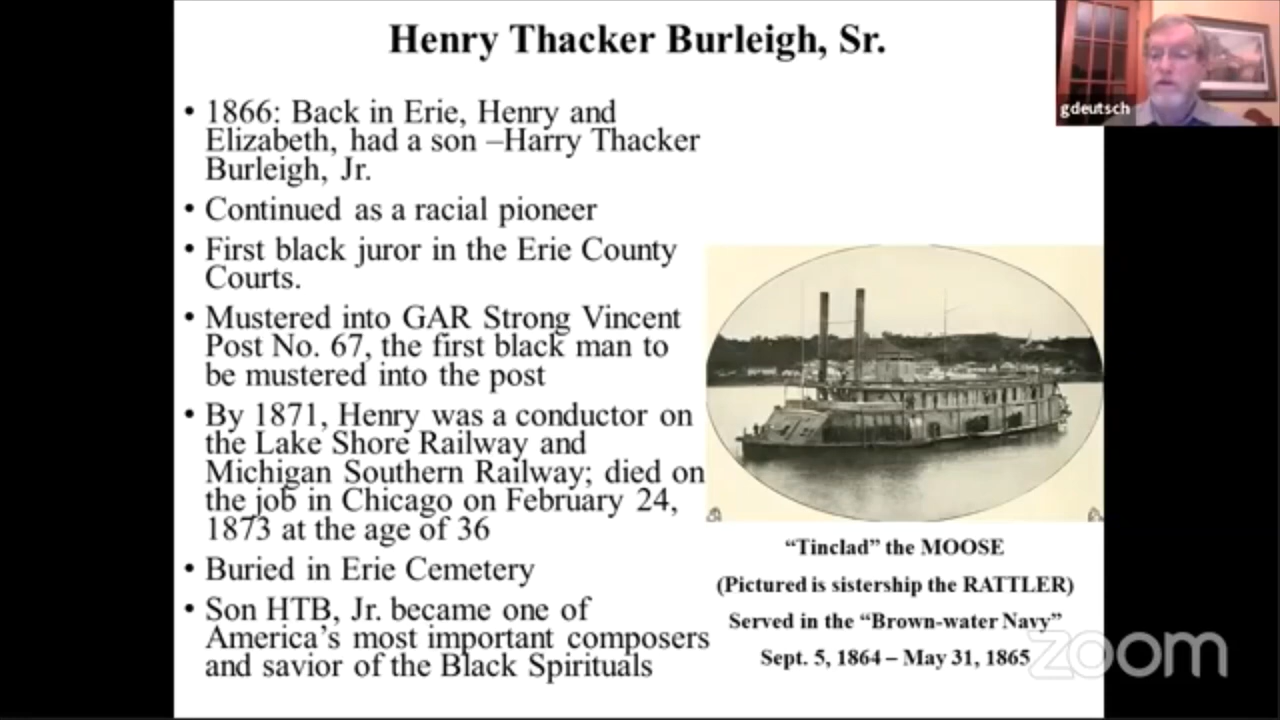 Henry Thacker Burleigh, Sr.
gdeutsch
• 1866: Back in Erie, Henry and
Elizabeth, had a son –Harry Thacker
Burleigh, Jr.
• Continued as a racial pioneer
• First black juror in the Erie County
Courts.
• Mustered into GAR Strong Vincent
Post No. 67, the first black man to
be mustered into the post
• By 1871, Henry was a conductor on
the Lake Shore Railway and
Michigan Southern Railway; died on
the job in Chicago on February 24,
1873 at the age of 36
• Buried in Erie Cemetery
• Son HTB, Jr. became one of
America’s most important composers
and savior of the Black Spirituals
“Tinclad” the MOOSE
(Pictured is sistership the RATTLER)
Served in the “Brown-water Navy”
Sept. 5, 1864 – May 31, 1865
zoom